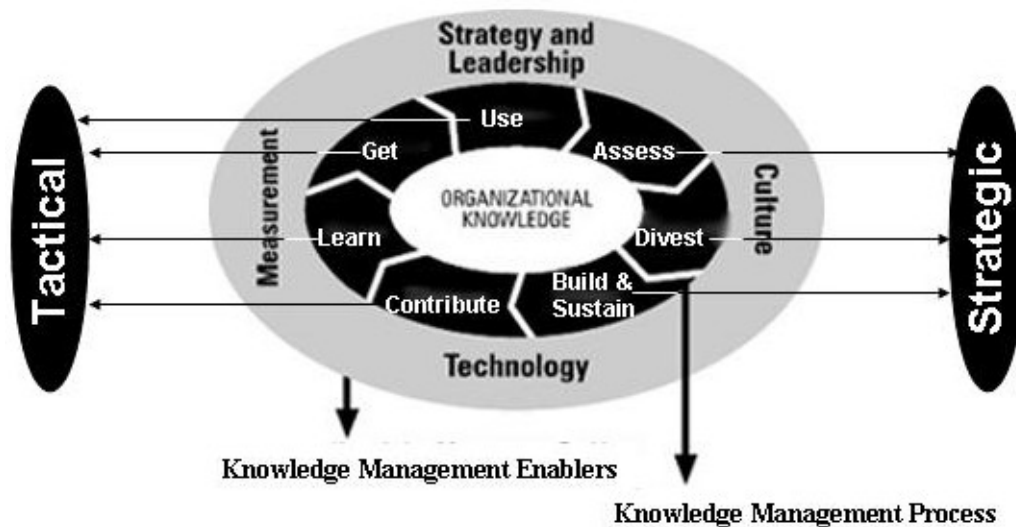 Strategy and
Leadership
Tactical
Measurement
Use
Get
Assess
Culture
Strategic
ORGANIZATIONAL
KNOWLEDGE
Learn
Divest
Build &
Sustain
Contribute
Technology
Knowledge Management Enablers
Knowledge Management Process